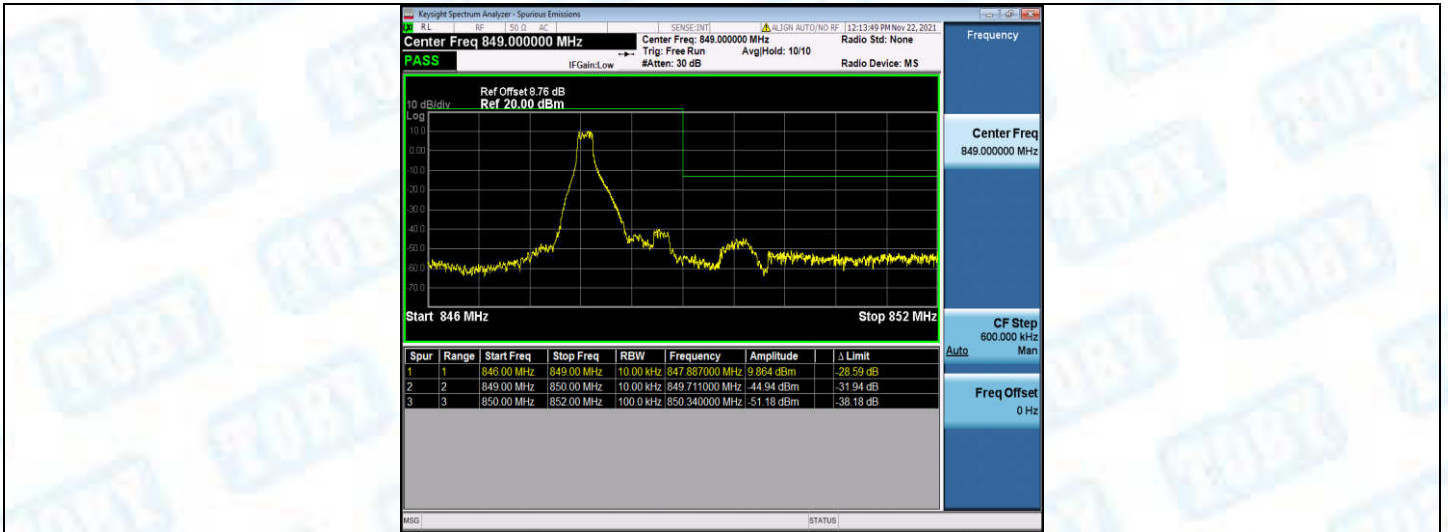 Keysight Spectrum Analyzer - Spurious Emissions
RL RF 50 Ω AC SENSE:INT ALIGN AUTO/NO RF 12:13:49 PM Nov 22, 2021
Center Freq 849.000000 MHz
Center Freq: 849.000000 MHz Radio Std: None
Trig: Free Run Avg|Hold: 10/10
PASS IFGain:Low #Atten: 30 dB Radio Device: MS
Ref Offset 8.76 dB
10 dB/div Ref 20.00 dBm
Log
10.0
0.00
-10.0
-20.0
-30.0
-40.0
-50.0
-60.0
-70.0
Start 846 MHz Stop 852 MHz
Spur Range Start Freq Stop Freq RBW Frequency Amplitude Δ Limit
1 1 846.00 MHz 849.00 MHz 10.00 kHz 847.887000 MHz 9.864 dBm -28.59 dB
2 2 849.00 MHz 850.00 MHz 10.00 kHz 849.711000 MHz -44.94 dBm -31.94 dB
3 3 850.00 MHz 852.00 MHz 100.0 kHz 850.340000 MHz -51.18 dBm -38.18 dB
MSG STATUS
Frequency
Center Freq
849.000000 MHz
CF Step
600.000 kHz
Auto Man
Freq Offset
0 Hz
TOBY